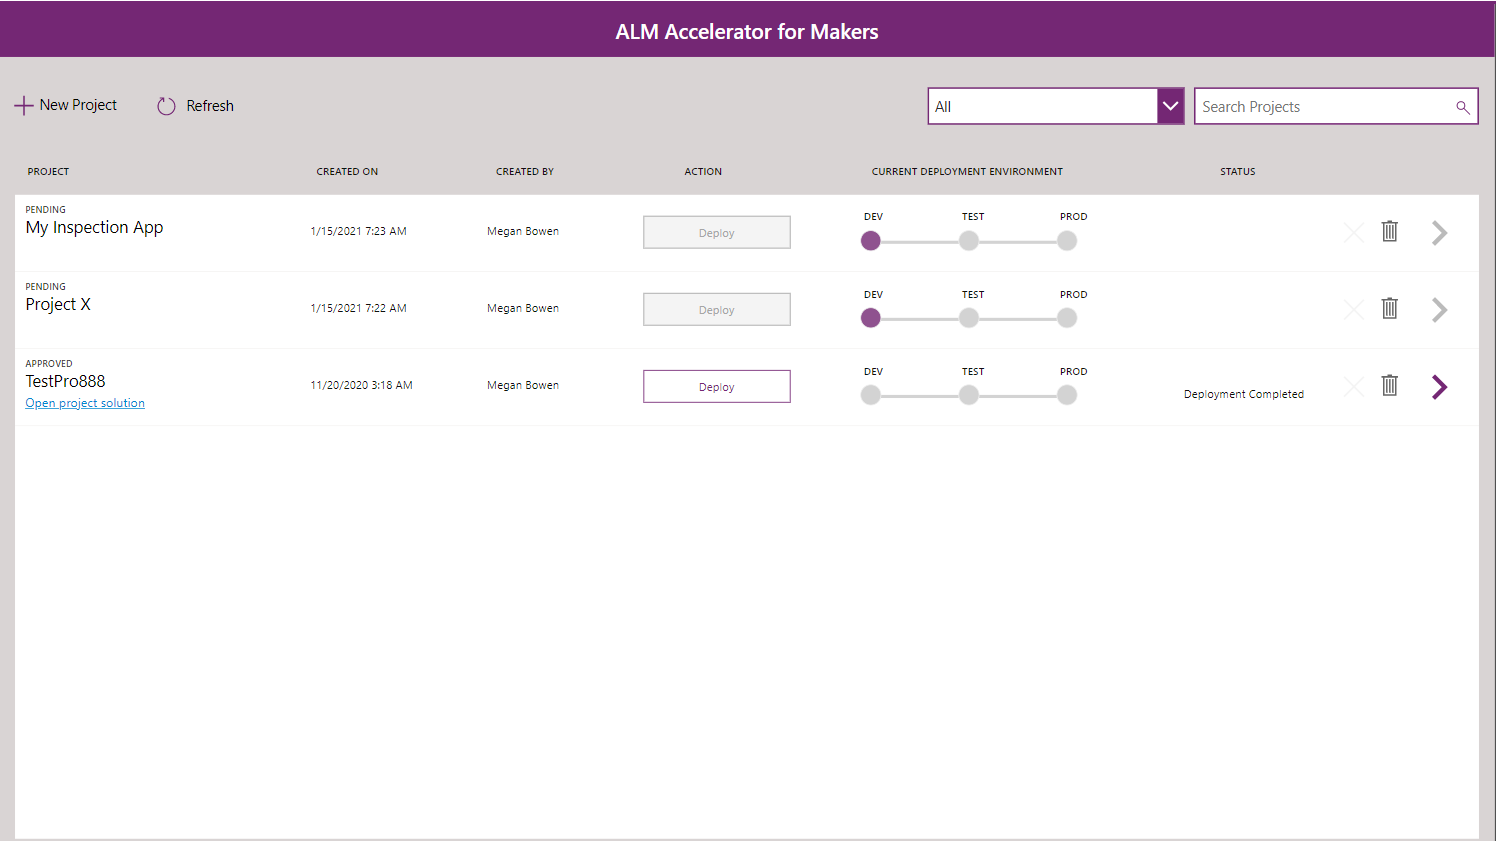 ALM Accelerator for Makers
New Project Refresh All Search Projects
PROJECT CREATED ON CREATED BY ACTION CURRENT DEPLOYMENT ENVIRONMENT STATUS
PENDING
My Inspection App 1/15/2021 7:23 AM Megan Bowen Deploy DEV TEST PROD
PENDING
Project X 1/15/2021 7:22 AM Megan Bowen Deploy DEV TEST PROD
APPROVED
TestPro888 11/20/2020 3:18 AM Megan Bowen Deploy DEV TEST PROD
Open project solution Deployment Completed